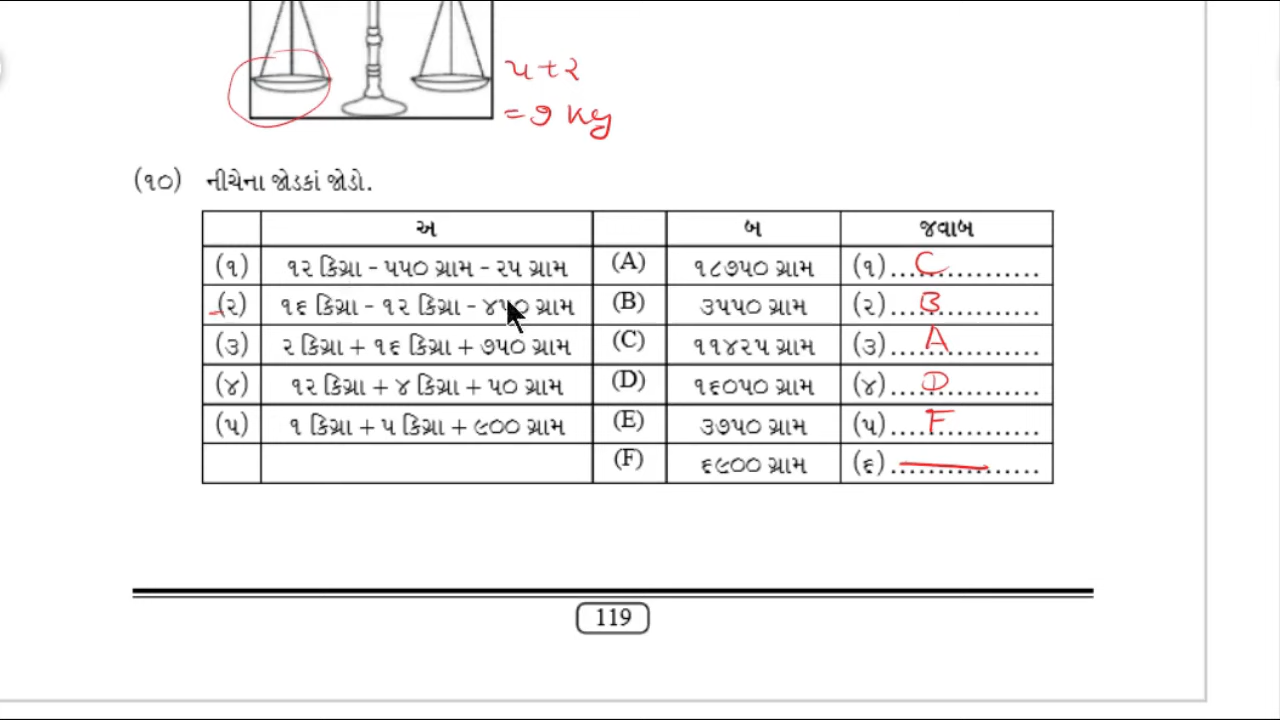 ૫+૨
= ૭ Kg
(૧૦) નીચેના જોડકાં જોડો.
અ બ જવાબ
(૧) ૧૨ કિગ્રા - ૫૫૦ ગ્રામ - ૨૫ ગ્રામ (A) ૧૮૭૫૦ ગ્રામ (૧)....C...............
(૨) ૧૬ કિગ્રા - ૧૨ કિગ્રા - ૪૫૦ ગ્રામ (B) ૩૫૫૦ ગ્રામ (૨)....B...............
(૩) ૨ કિગ્રા + ૧૬ કિગ્રા + ૭૫૦ ગ્રામ (C) ૧૧૪૨૫ ગ્રામ (૩)....A...............
(૪) ૧૨ કિગ્રા + ૪ કિગ્રા + ૫૦ ગ્રામ (D) ૧૬૦૫૦ ગ્રામ (૪)....D...............
(૫) ૧ કિગ્રા + ૫ કિગ્રા + ૯૦૦ ગ્રામ (E) ૩૭૫૦ ગ્રામ (૫)....F...............
(F) ૬૯૦૦ ગ્રામ (૬)...................
119